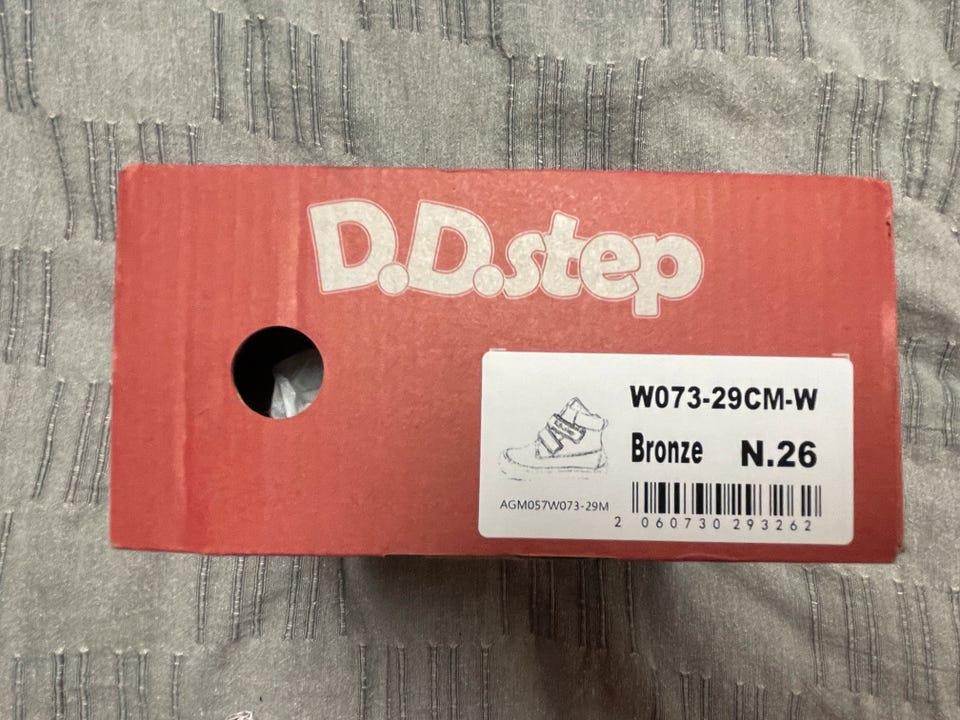 D.D.step
W073-29CM-W
Bronze N.26
AGM057W073-29M
2 060730 293262